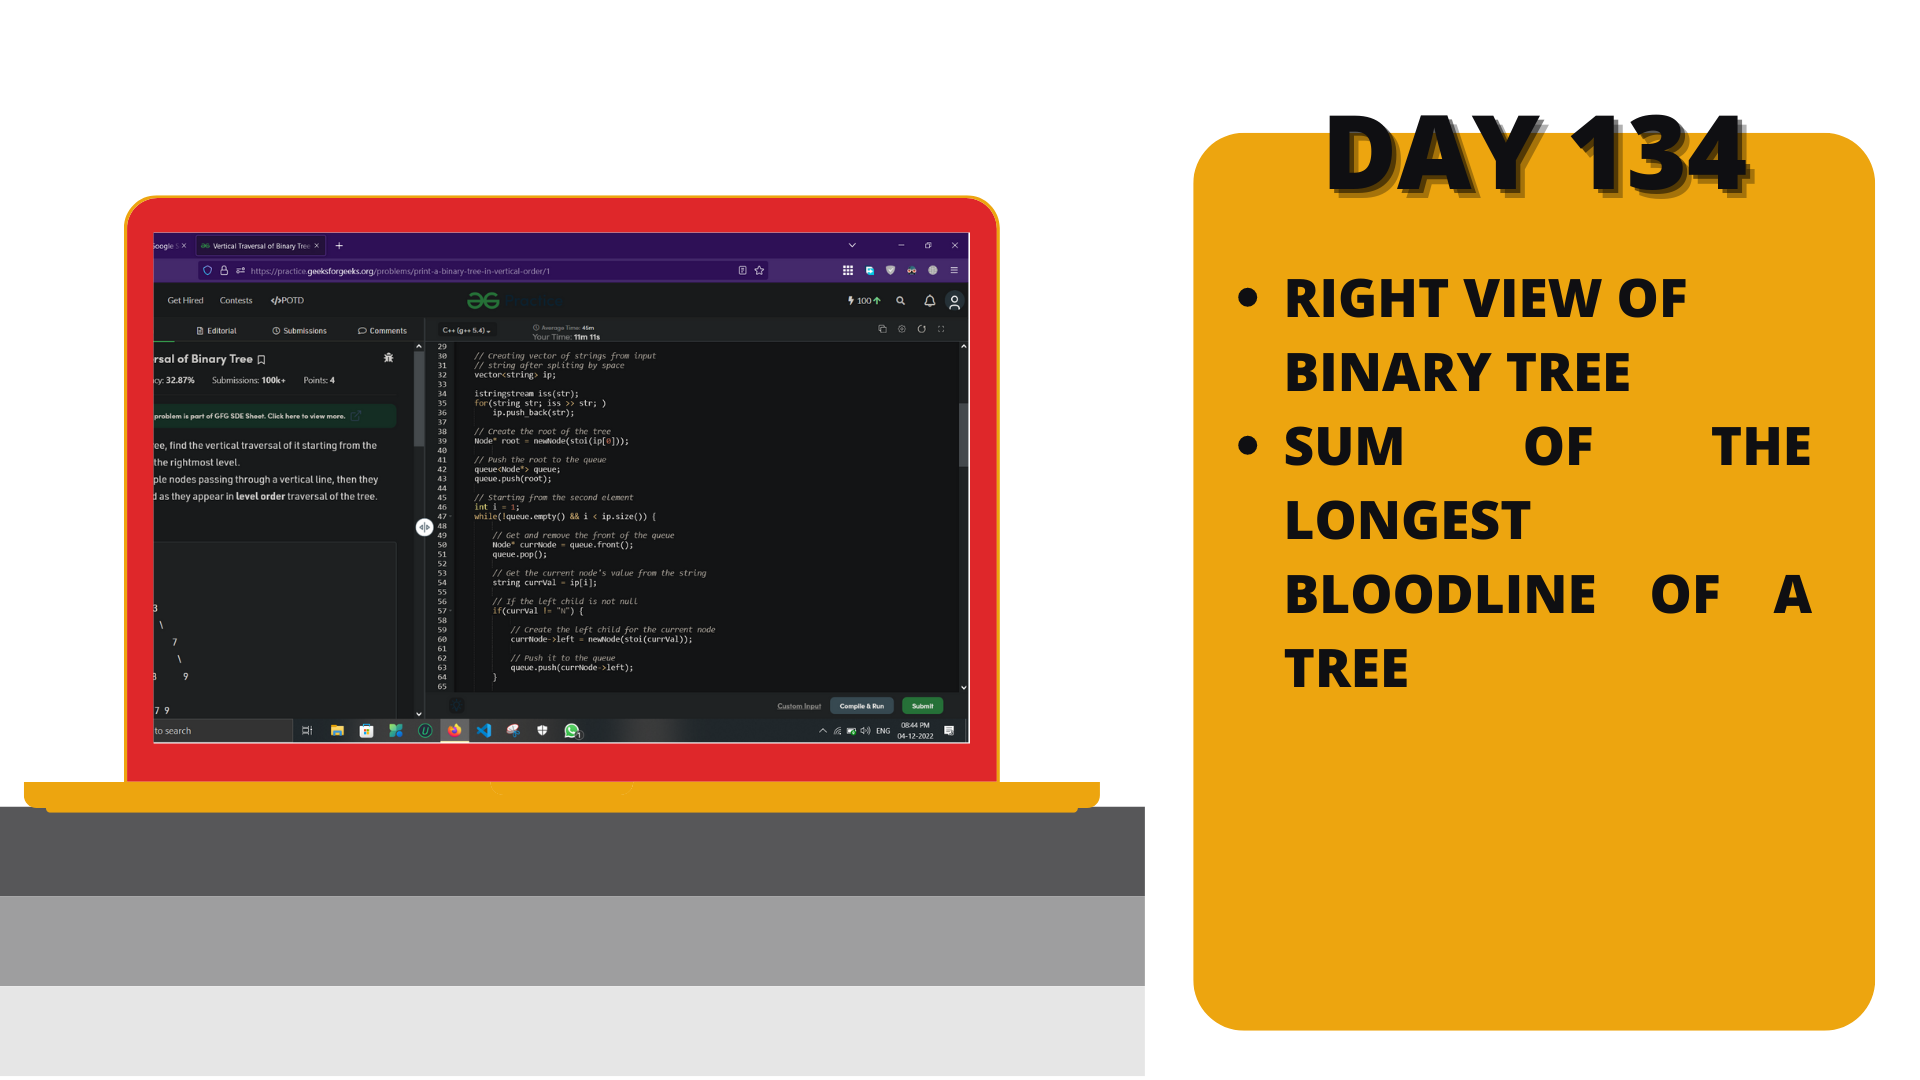 DAY 134
RIGHT VIEW OF
BINARY TREE
SUM OF THE
LONGEST
BLOODLINE OF A
TREE
Vertical Traversal of Binary Tree
https://practice.geeksforgeeks.org/problems/print-a-binary-tree-in-vertical-order/1
Get Hired Contests </>POTD
100
Editorial Submissions Comments
C++ (g++ 5.4)
Average Time: 45m
Your Time: 11m 11s
rsal of Binary Tree
cy: 32.87% Submissions: 100k+ Points: 4
problem is part of GFG SDE Sheet. Click here to view more.
ee, find the vertical traversal of it starting from the
the rightmost level.
ple nodes passing through a vertical line, then they
d as they appear in level order traversal of the tree.
3
\
7
\
8 9
7 9
29
30 // Creating vector of strings from input
31 // string after spliting by space
32 vector<string> ip;
33
34 istringstream iss(str);
35 for(string str; iss >> str; )
36 ip.push_back(str);
37
38 // Create the root of the tree
39 Node* root = newNode(stoi(ip[0]));
40
41 // Push the root to the queue
42 queue<Node*> queue;
43 queue.push(root);
44
45 // Starting from the second element
46 int i = 1;
47 while(!queue.empty() && i < ip.size()) {
48
49 // Get and remove the front of the queue
50 Node* currNode = queue.front();
51 queue.pop();
52
53 // Get the current node's value from the string
54 string currVal = ip[i];
55
56 // If the left child is not null
57 if(currVal != "N") {
58
59 // Create the left child for the current node
60 currNode->left = newNode(stoi(currVal));
61
62 // Push it to the queue
63 queue.push(currNode->left);
64 }
65
Custom Input Compile & Run Submit
to search
ENG
08:44 PM
04-12-2022